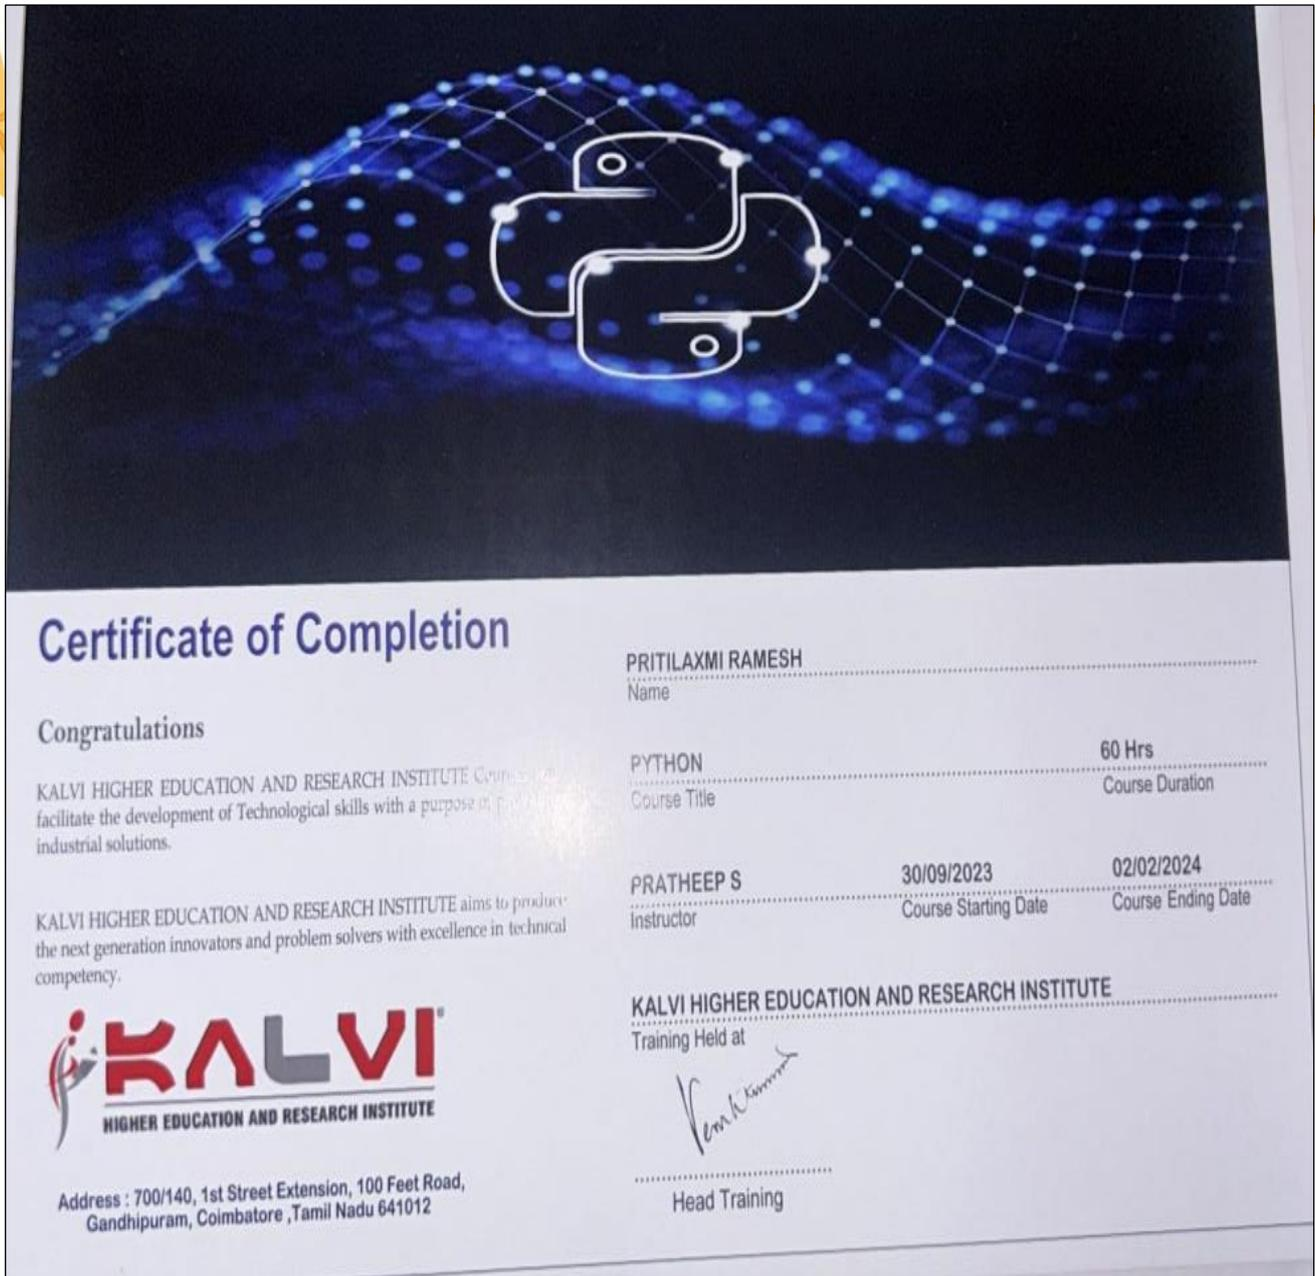 Certificate of Completion
Congratulations
KALVI HIGHER EDUCATION AND RESEARCH INSTITUTE
facilitate the development of Technological skills with a purpose
industrial solutions.
KALVI HIGHER EDUCATION AND RESEARCH INSTITUTE aims to produce
the next generation innovators and problem solvers with excellence in technical
competency.
KALVI
HIGHER EDUCATION AND RESEARCH INSTITUTE
Address : 700/140, 1st Street Extension, 100 Feet Road,
Gandhipuram, Coimbatore ,Tamil Nadu 641012
PRITILAXMI RAMESH
Name
PYTHON 60 Hrs
Course Title Course Duration
PRATHEEP S 30/09/2023 02/02/2024
Instructor Course Starting Date Course Ending Date
KALVI HIGHER EDUCATION AND RESEARCH INSTITUTE
Training Held at
Head Training